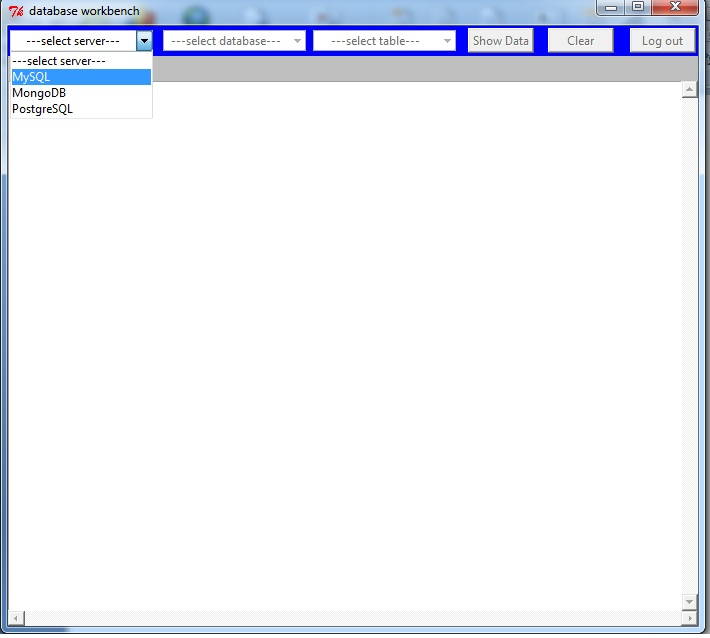 database workbench
---select server---
---select database---
---select table---
Show Data
Clear
Log out
---select server---
MySQL
MongoDB
PostgreSQL